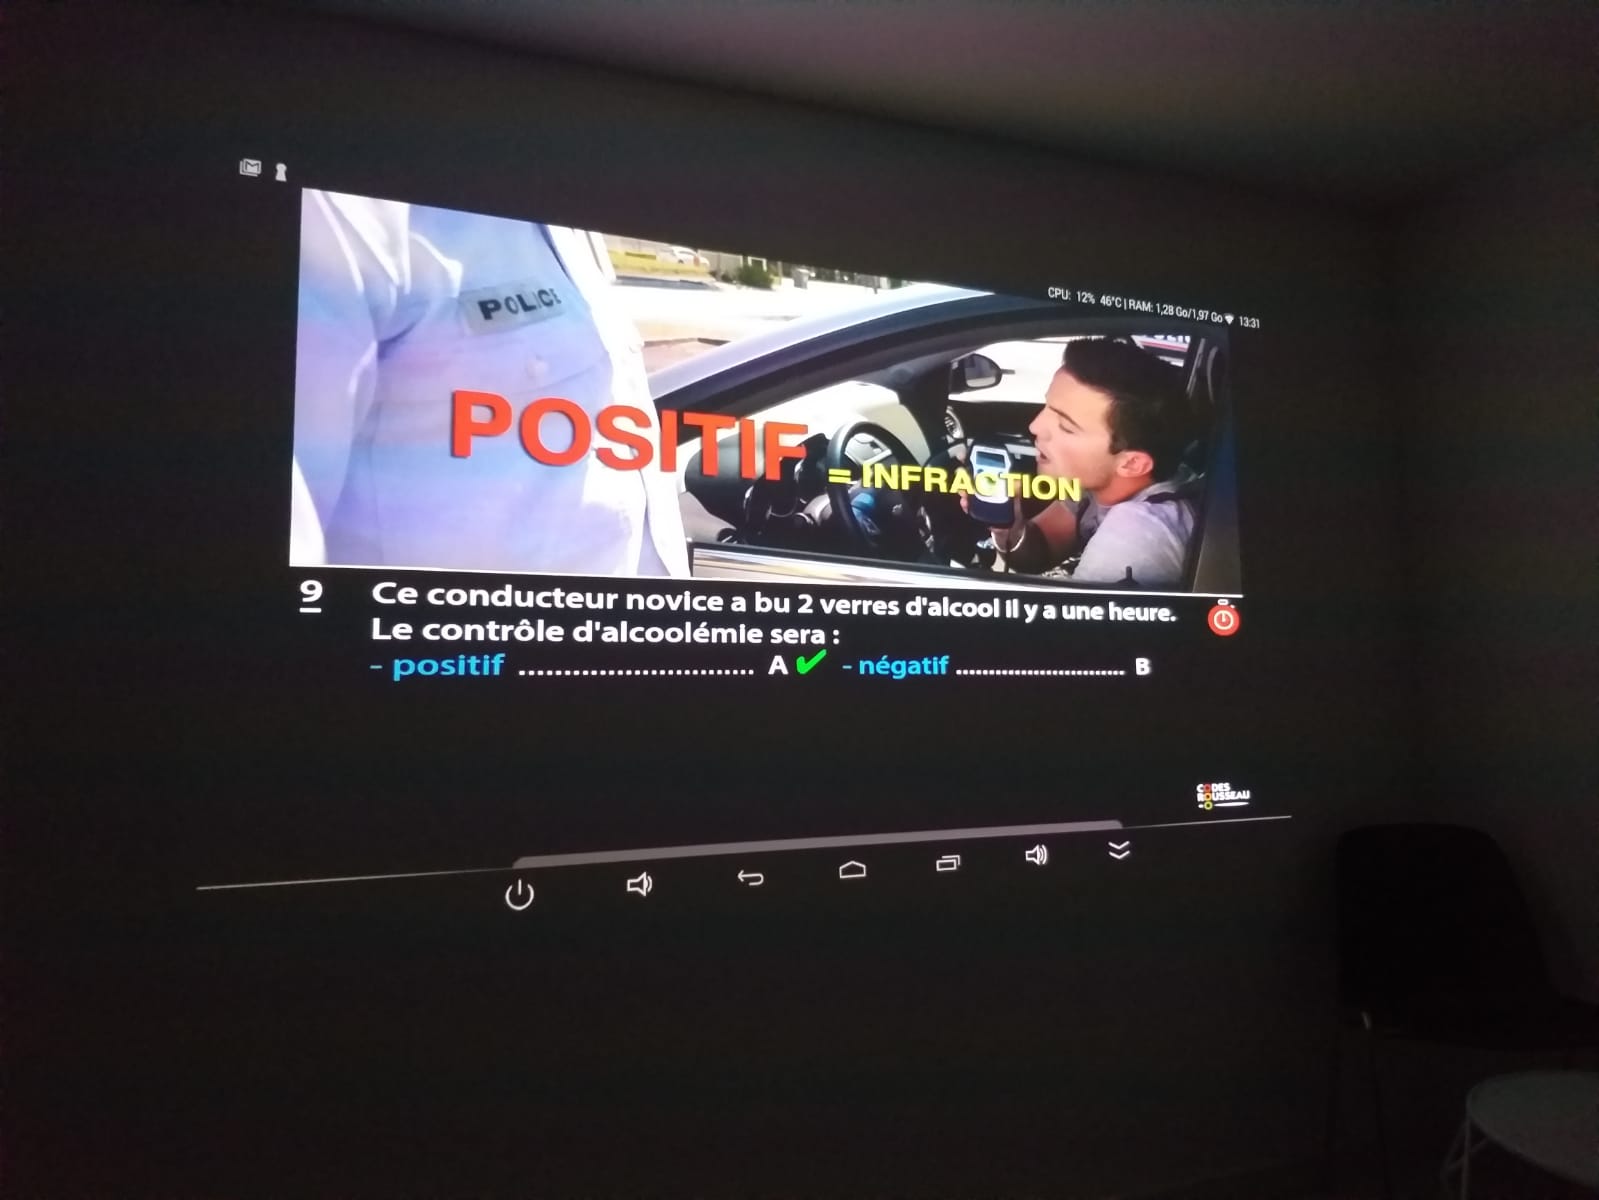 CPU: 12% 46°C | RAM: 1,28 Go/1,97 Go 13:31
POLICE
POSITIF = INFRACTION
9 Ce conducteur novice a bu 2 verres d'alcool il y a une heure.
Le contrôle d'alcoolémie sera :
- positif .......................... A ✓ - négatif .......................... B
CODES
ROUSSEAU